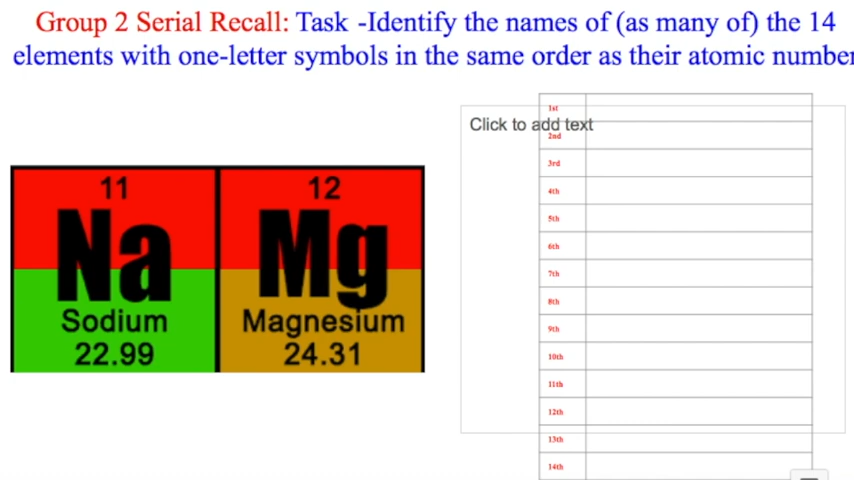 Group 2 Serial Recall: Task -Identify the names of (as many of) the 14
elements with one-letter symbols in the same order as their atomic number
11
Na
Sodium
22.99
12
Mg
Magnesium
24.31
Click to add text
1st
2nd
3rd
4th
5th
6th
7th
8th
9th
10th
11th
12th
13th
14th